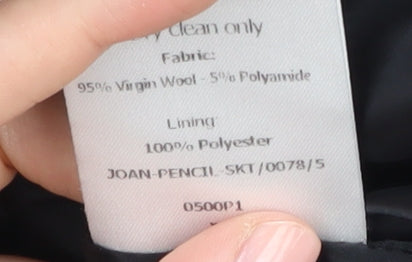 clean only
Fabric:
95% Virgin Wool - 5% Polyamide
Lining
100% Polyester
JOAN-PENCIL-SKT/0078/5
0500P1